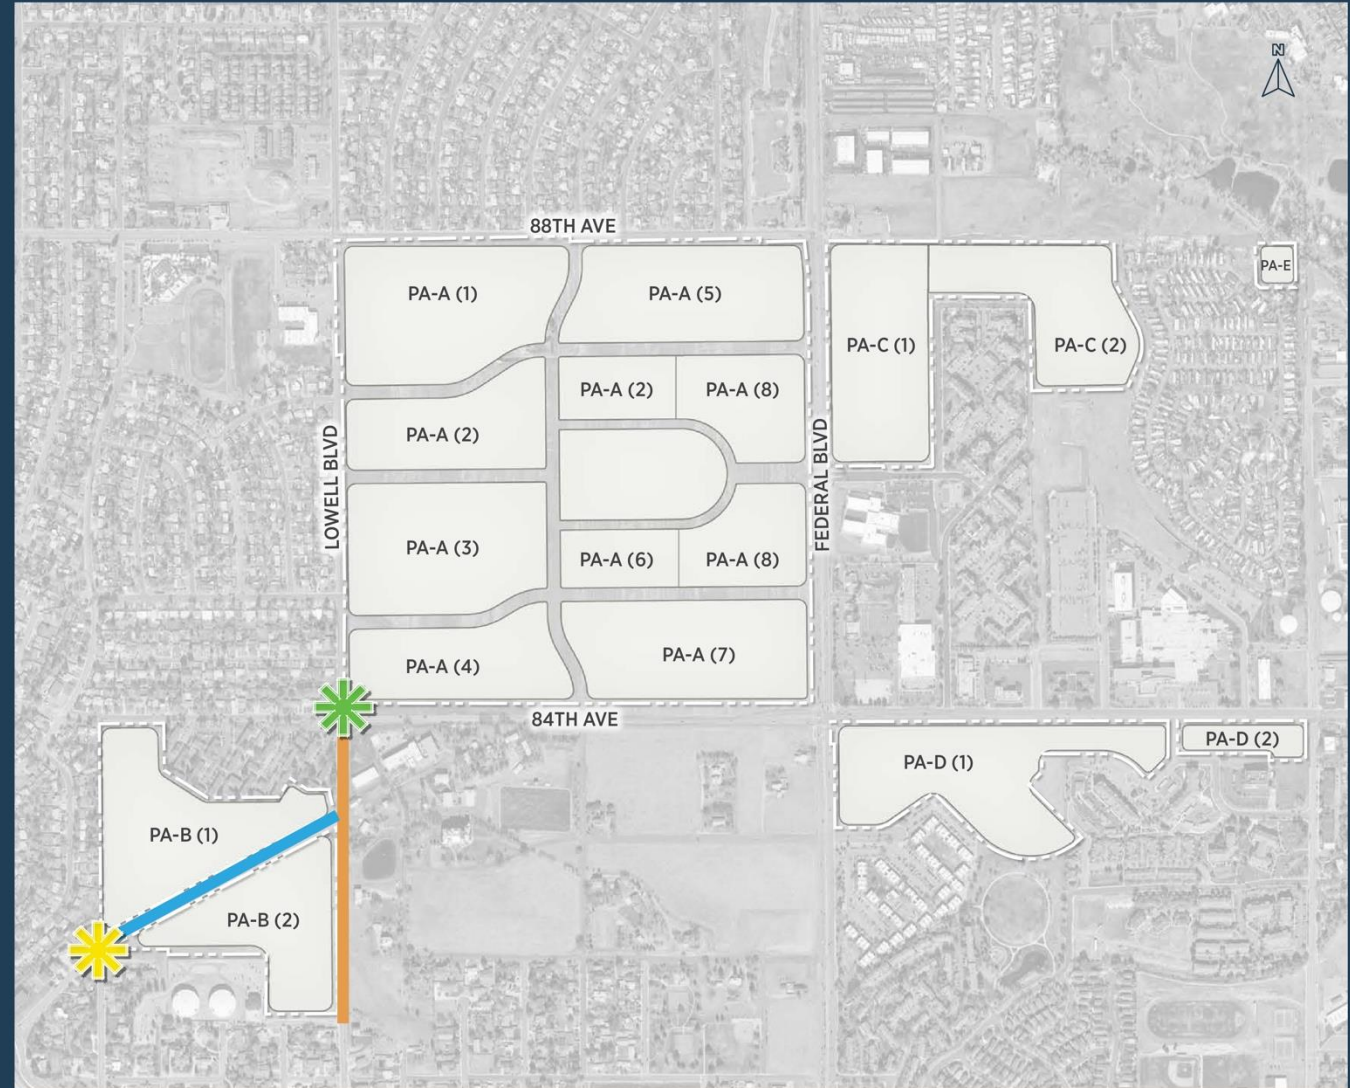 N
88TH AVE
PA-E
PA-A (1)
PA-A (5)
PA-C (1)
PA-C (2)
PA-A (2)
PA-A (8)
PA-A (2)
LOWELL BLVD
FEDERAL BLVD
PA-A (3)
PA-A (6)
PA-A (8)
PA-A (4)
PA-A (7)
84TH AVE
PA-D (1)
PA-D (2)
PA-B (1)
PA-B (2)